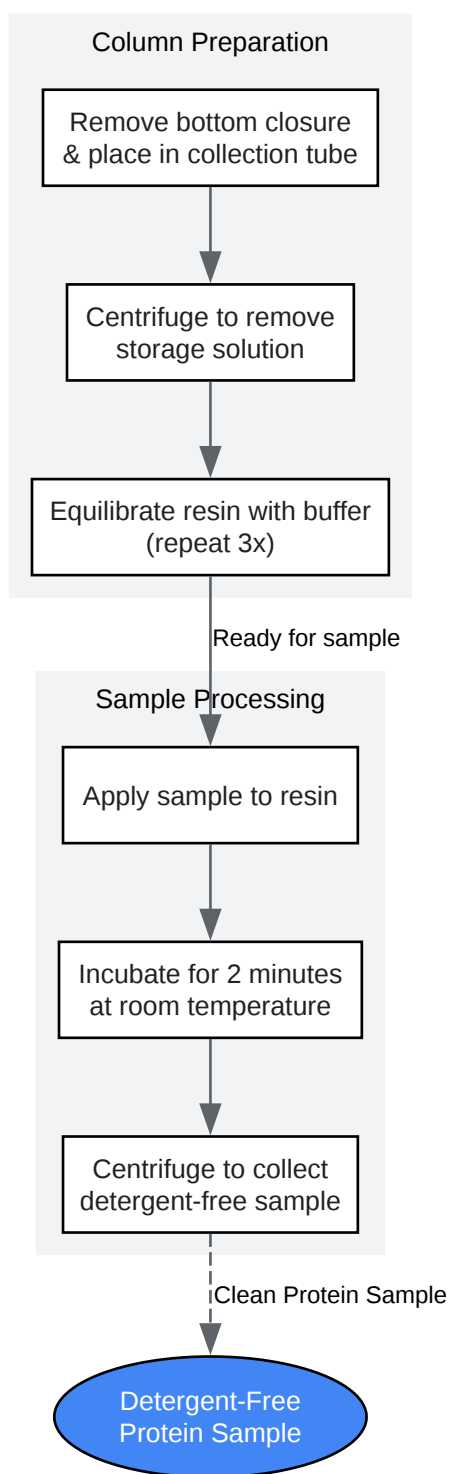 Column Preparation
Remove bottom closure
& place in collection tube
Centrifuge to remove
storage solution
Equilibrate resin with buffer
(repeat 3x)
Ready for sample
Sample Processing
Apply sample to resin
Incubate for 2 minutes
at room temperature
Centrifuge to collect
detergent-free sample
Clean Protein Sample
Detergent-Free
Protein Sample